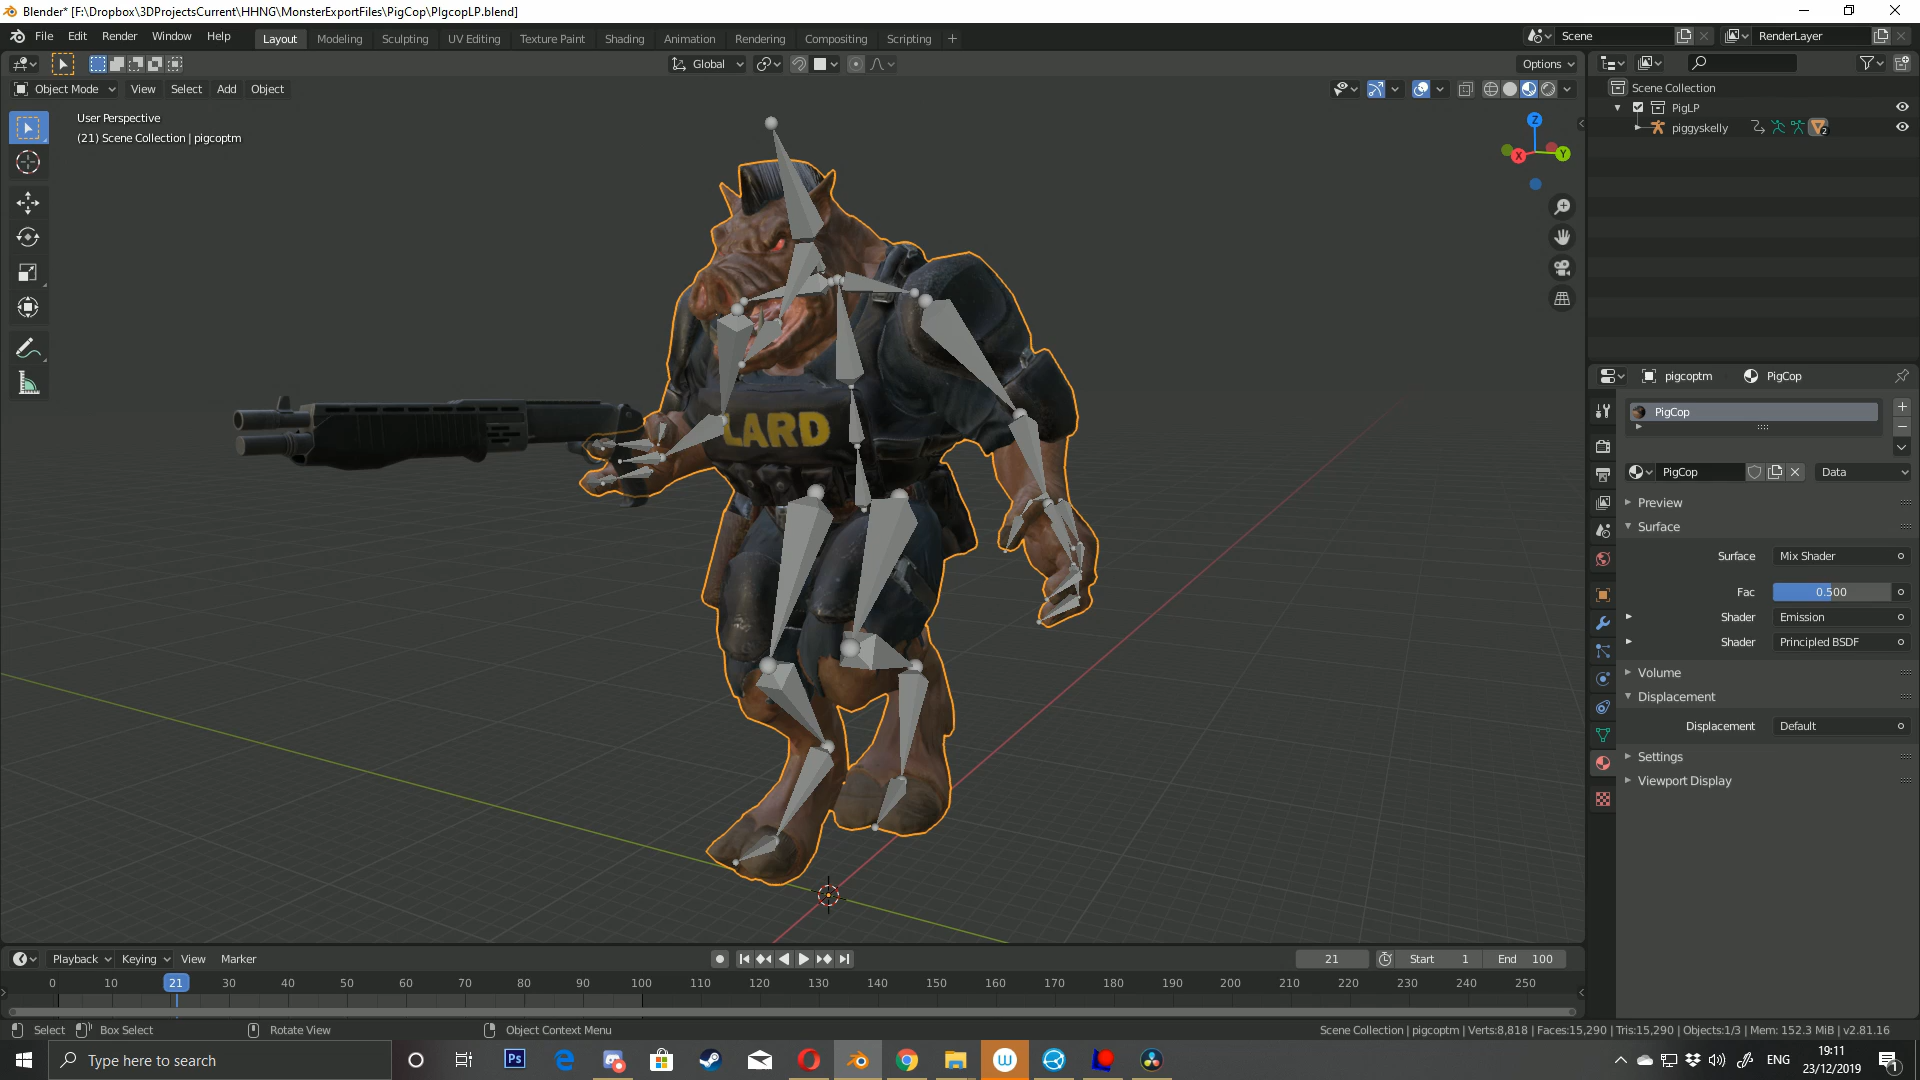 Blender* [F:\Dropbox\3DProjectsCurrent\HHNG\MonsterExportFiles\PigCop\PIgcopLP.blend]
File Edit Render Window Help Layout Modeling Sculpting UV Editing Texture Paint Shading Animation Rendering Compositing Scripting + Scene RenderLayer
Global Options
Object Mode View Select Add Object
User Perspective
(21) Scene Collection | pigcoptm
Z
X Y
Scene Collection
PigLP
piggyskelly 2
LARD
pigcoptm PigCop
PigCop
PigCop Data
Preview
Surface
Surface Mix Shader
Fac 0.500
Shader Emission
Shader Principled BSDF
Volume
Displacement
Displacement Default
Settings
Viewport Display
Playback Keying View Marker 21 Start 1 End 100
0 10 21 30 40 50 60 70 80 90 100 110 120 130 140 150 160 170 180 190 200 210 220 230 240 250
Select Box Select Rotate View Object Context Menu Scene Collection | pigcoptm | Verts:8,818 | Faces:15,290 | Tris:15,290 | Objects:1/3 | Mem: 152.3 MiB | v2.81.16
Type here to search Ps W ENG 19:11
23/12/2019 1